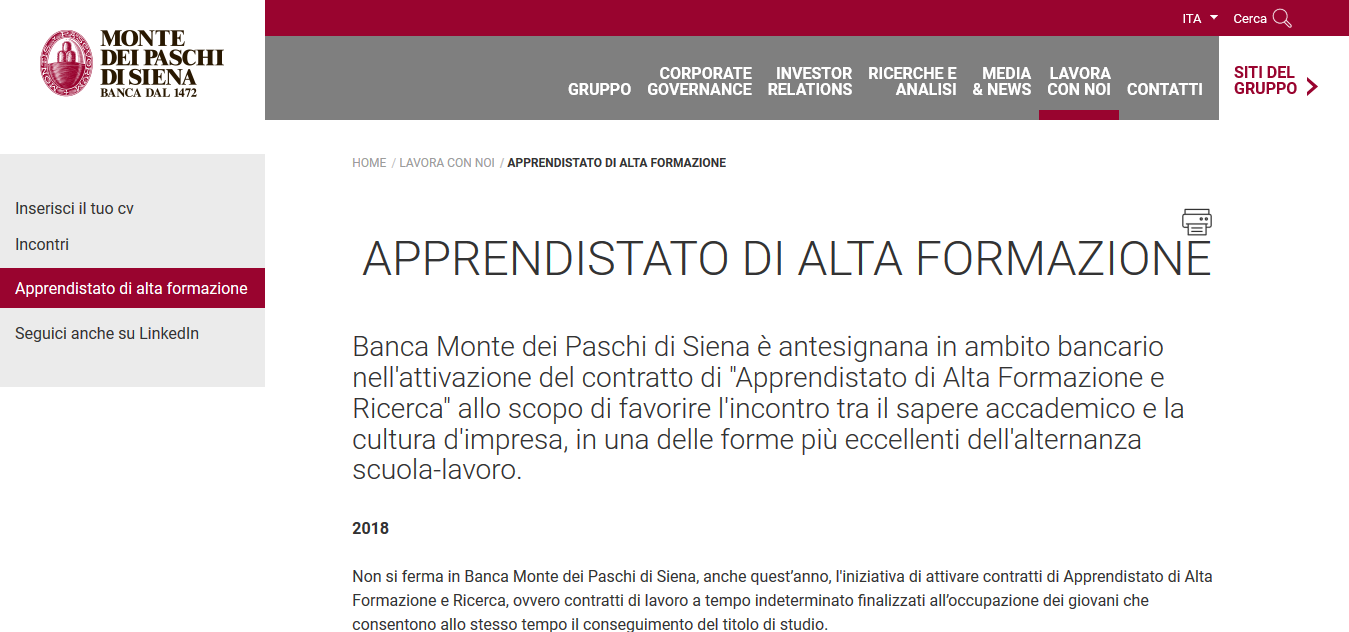 MONTE
DEI PASCHI
DI SIENA
BANCA DAL 1472
ITA
Cerca
GRUPPO
CORPORATE
GOVERNANCE
INVESTOR
RELATIONS
RICERCHE E
ANALISI
MEDIA
& NEWS
LAVORA
CON NOI
CONTATTI
SITI DEL
GRUPPO
Inserisci il tuo cv
Incontri
Apprendistato di alta formazione
Seguici anche su LinkedIn
HOME / LAVORA CON NOI / APPRENDISTATO DI ALTA FORMAZIONE
APPRENDISTATO DI ALTA FORMAZIONE
Banca Monte dei Paschi di Siena è antesignana in ambito bancario
nell'attivazione del contratto di "Apprendistato di Alta Formazione e
Ricerca" allo scopo di favorire l'incontro tra il sapere accademico e la
cultura d'impresa, in una delle forme più eccellenti dell'alternanza
scuola-lavoro.
2018
Non si ferma in Banca Monte dei Paschi di Siena, anche quest’anno, l'iniziativa di attivare contratti di Apprendistato di Alta
Formazione e Ricerca, ovvero contratti di lavoro a tempo indeterminato finalizzati all’occupazione dei giovani che
consentono allo stesso tempo il conseguimento del titolo di studio.